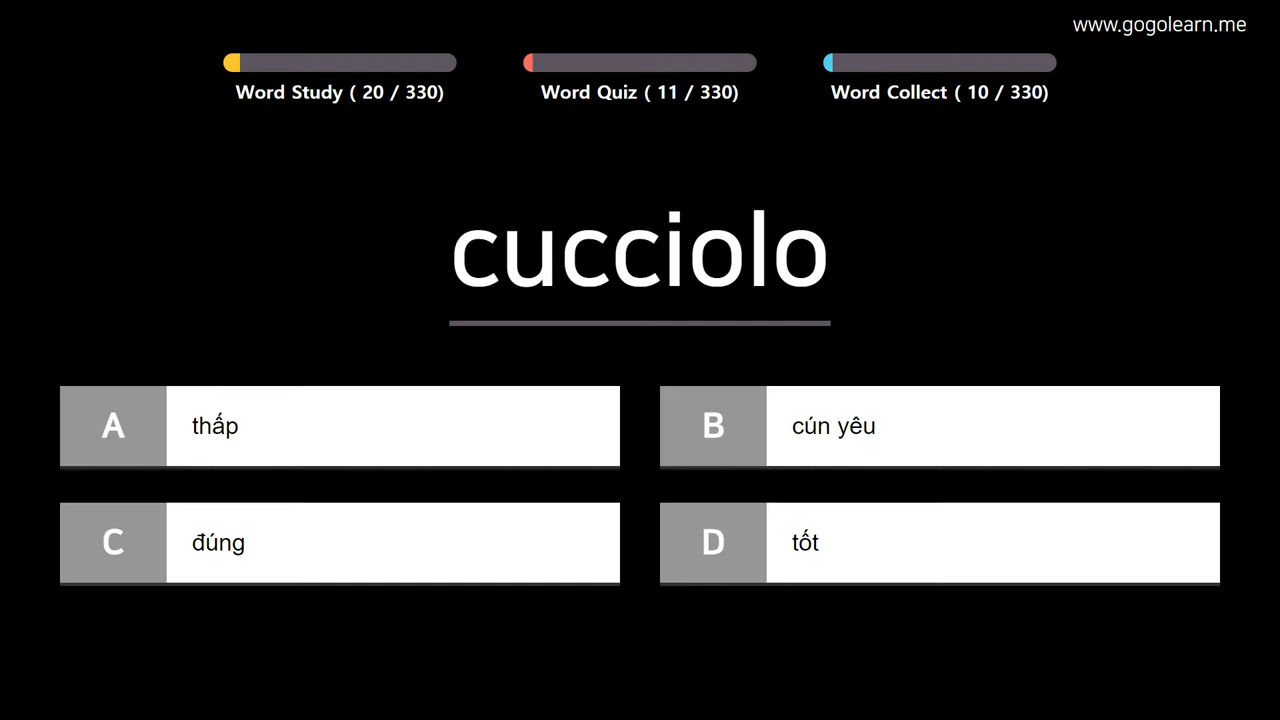 www.gogolearn.me
Word Study ( 20 / 330)
Word Quiz ( 11 / 330)
Word Collect ( 10 / 330)
cucciolo
A thấp
B cún yêu
C đúng
D tốt